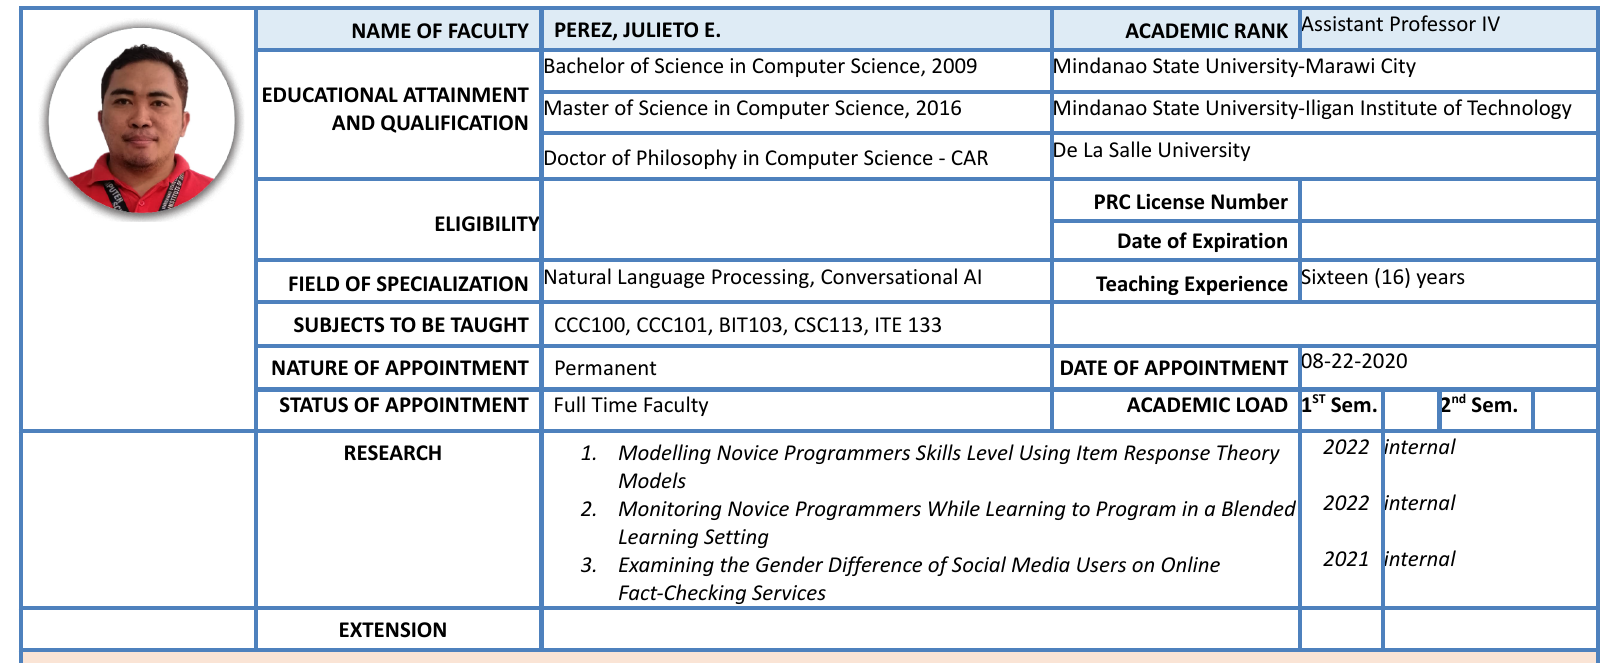 NAME OF FACULTY PEREZ, JULIETO E. ACADEMIC RANK Assistant Professor IV
EDUCATIONAL ATTAINMENT AND QUALIFICATION
Bachelor of Science in Computer Science, 2009 Mindanao State University-Marawi City
Master of Science in Computer Science, 2016 Mindanao State University-Iligan Institute of Technology
Doctor of Philosophy in Computer Science - CAR De La Salle University
ELIGIBILITY
PRC License Number
Date of Expiration
FIELD OF SPECIALIZATION Natural Language Processing, Conversational AI Teaching Experience Sixteen (16) years
SUBJECTS TO BE TAUGHT CCC100, CCC101, BIT103, CSC113, ITE 133
NATURE OF APPOINTMENT Permanent DATE OF APPOINTMENT 08-22-2020
STATUS OF APPOINTMENT Full Time Faculty ACADEMIC LOAD 1ST Sem. 2nd Sem.
RESEARCH
1. Modelling Novice Programmers Skills Level Using Item Response Theory 2022 internal
Models
2. Monitoring Novice Programmers While Learning to Program in a Blended 2022 internal
Learning Setting
3. Examining the Gender Difference of Social Media Users on Online 2021 internal
Fact-Checking Services
EXTENSION